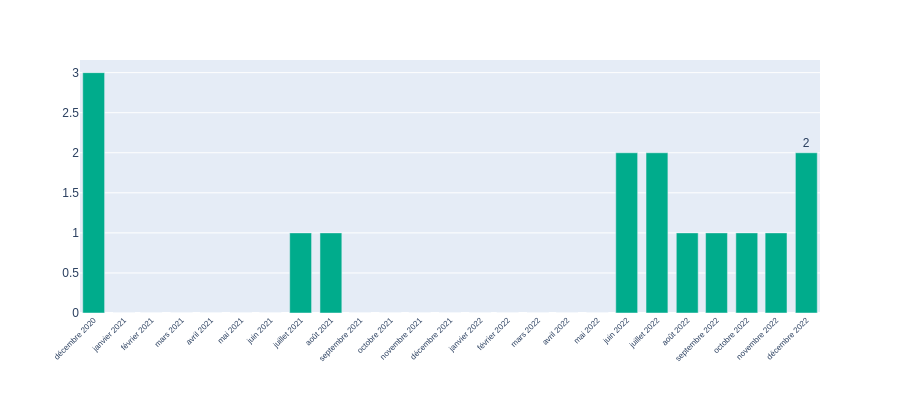 3
2.5
2
1.5
1
0.5
0
2
décembre 2020
janvier 2021
février 2021
mars 2021
avril 2021
mai 2021
juin 2021
juillet 2021
août 2021
septembre 2021
octobre 2021
novembre 2021
décembre 2021
janvier 2022
février 2022
mars 2022
avril 2022
mai 2022
juin 2022
juillet 2022
août 2022
septembre 2022
octobre 2022
novembre 2022
décembre 2022